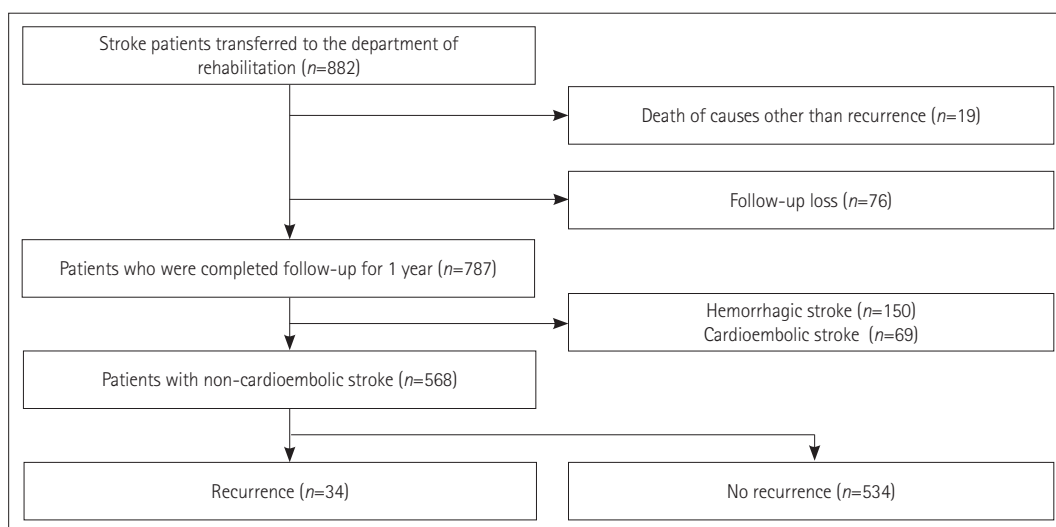 Stroke patients transferred to the department of
rehabilitation (n=882)
Death of causes other than recurrence (n=19)
Follow-up loss (n=76)
Patients who were completed follow-up for 1 year (n=787)
Hemorrhagic stroke (n=150)
Cardioembolic stroke (n=69)
Patients with non-cardioembolic stroke (n=568)
Recurrence (n=34)
No recurrence (n=534)